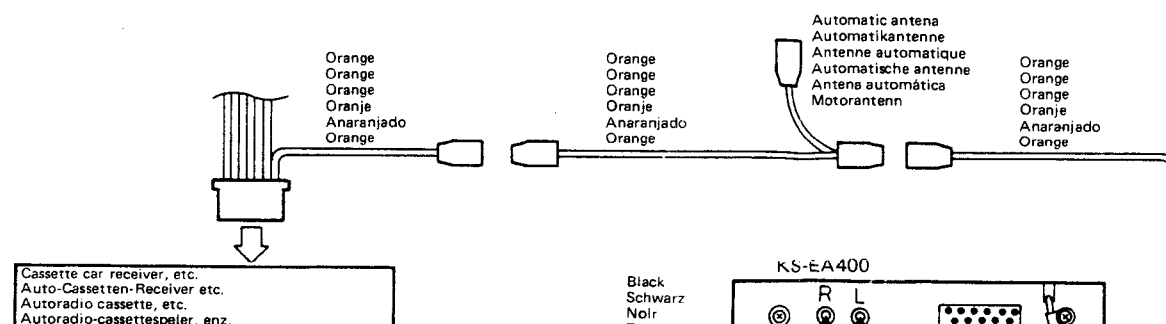 Automatic antena
Automatikantenne
Antenne automatique
Automatische antenne
Antena automática
Motorantenn
Orange
Orange
Orange
Oranje
Anaranjado
Orange
Orange
Orange
Orange
Oranje
Anaranjado
Orange
Orange
Orange
Orange
Oranje
Anaranjado
Orange
Cassette car receiver, etc.
Auto-Cassetten-Receiver etc.
Autoradio cassette, etc.
Autoradio-cassettespeler, enz.
Black
Schwarz
Noir
KS-EA400
R L